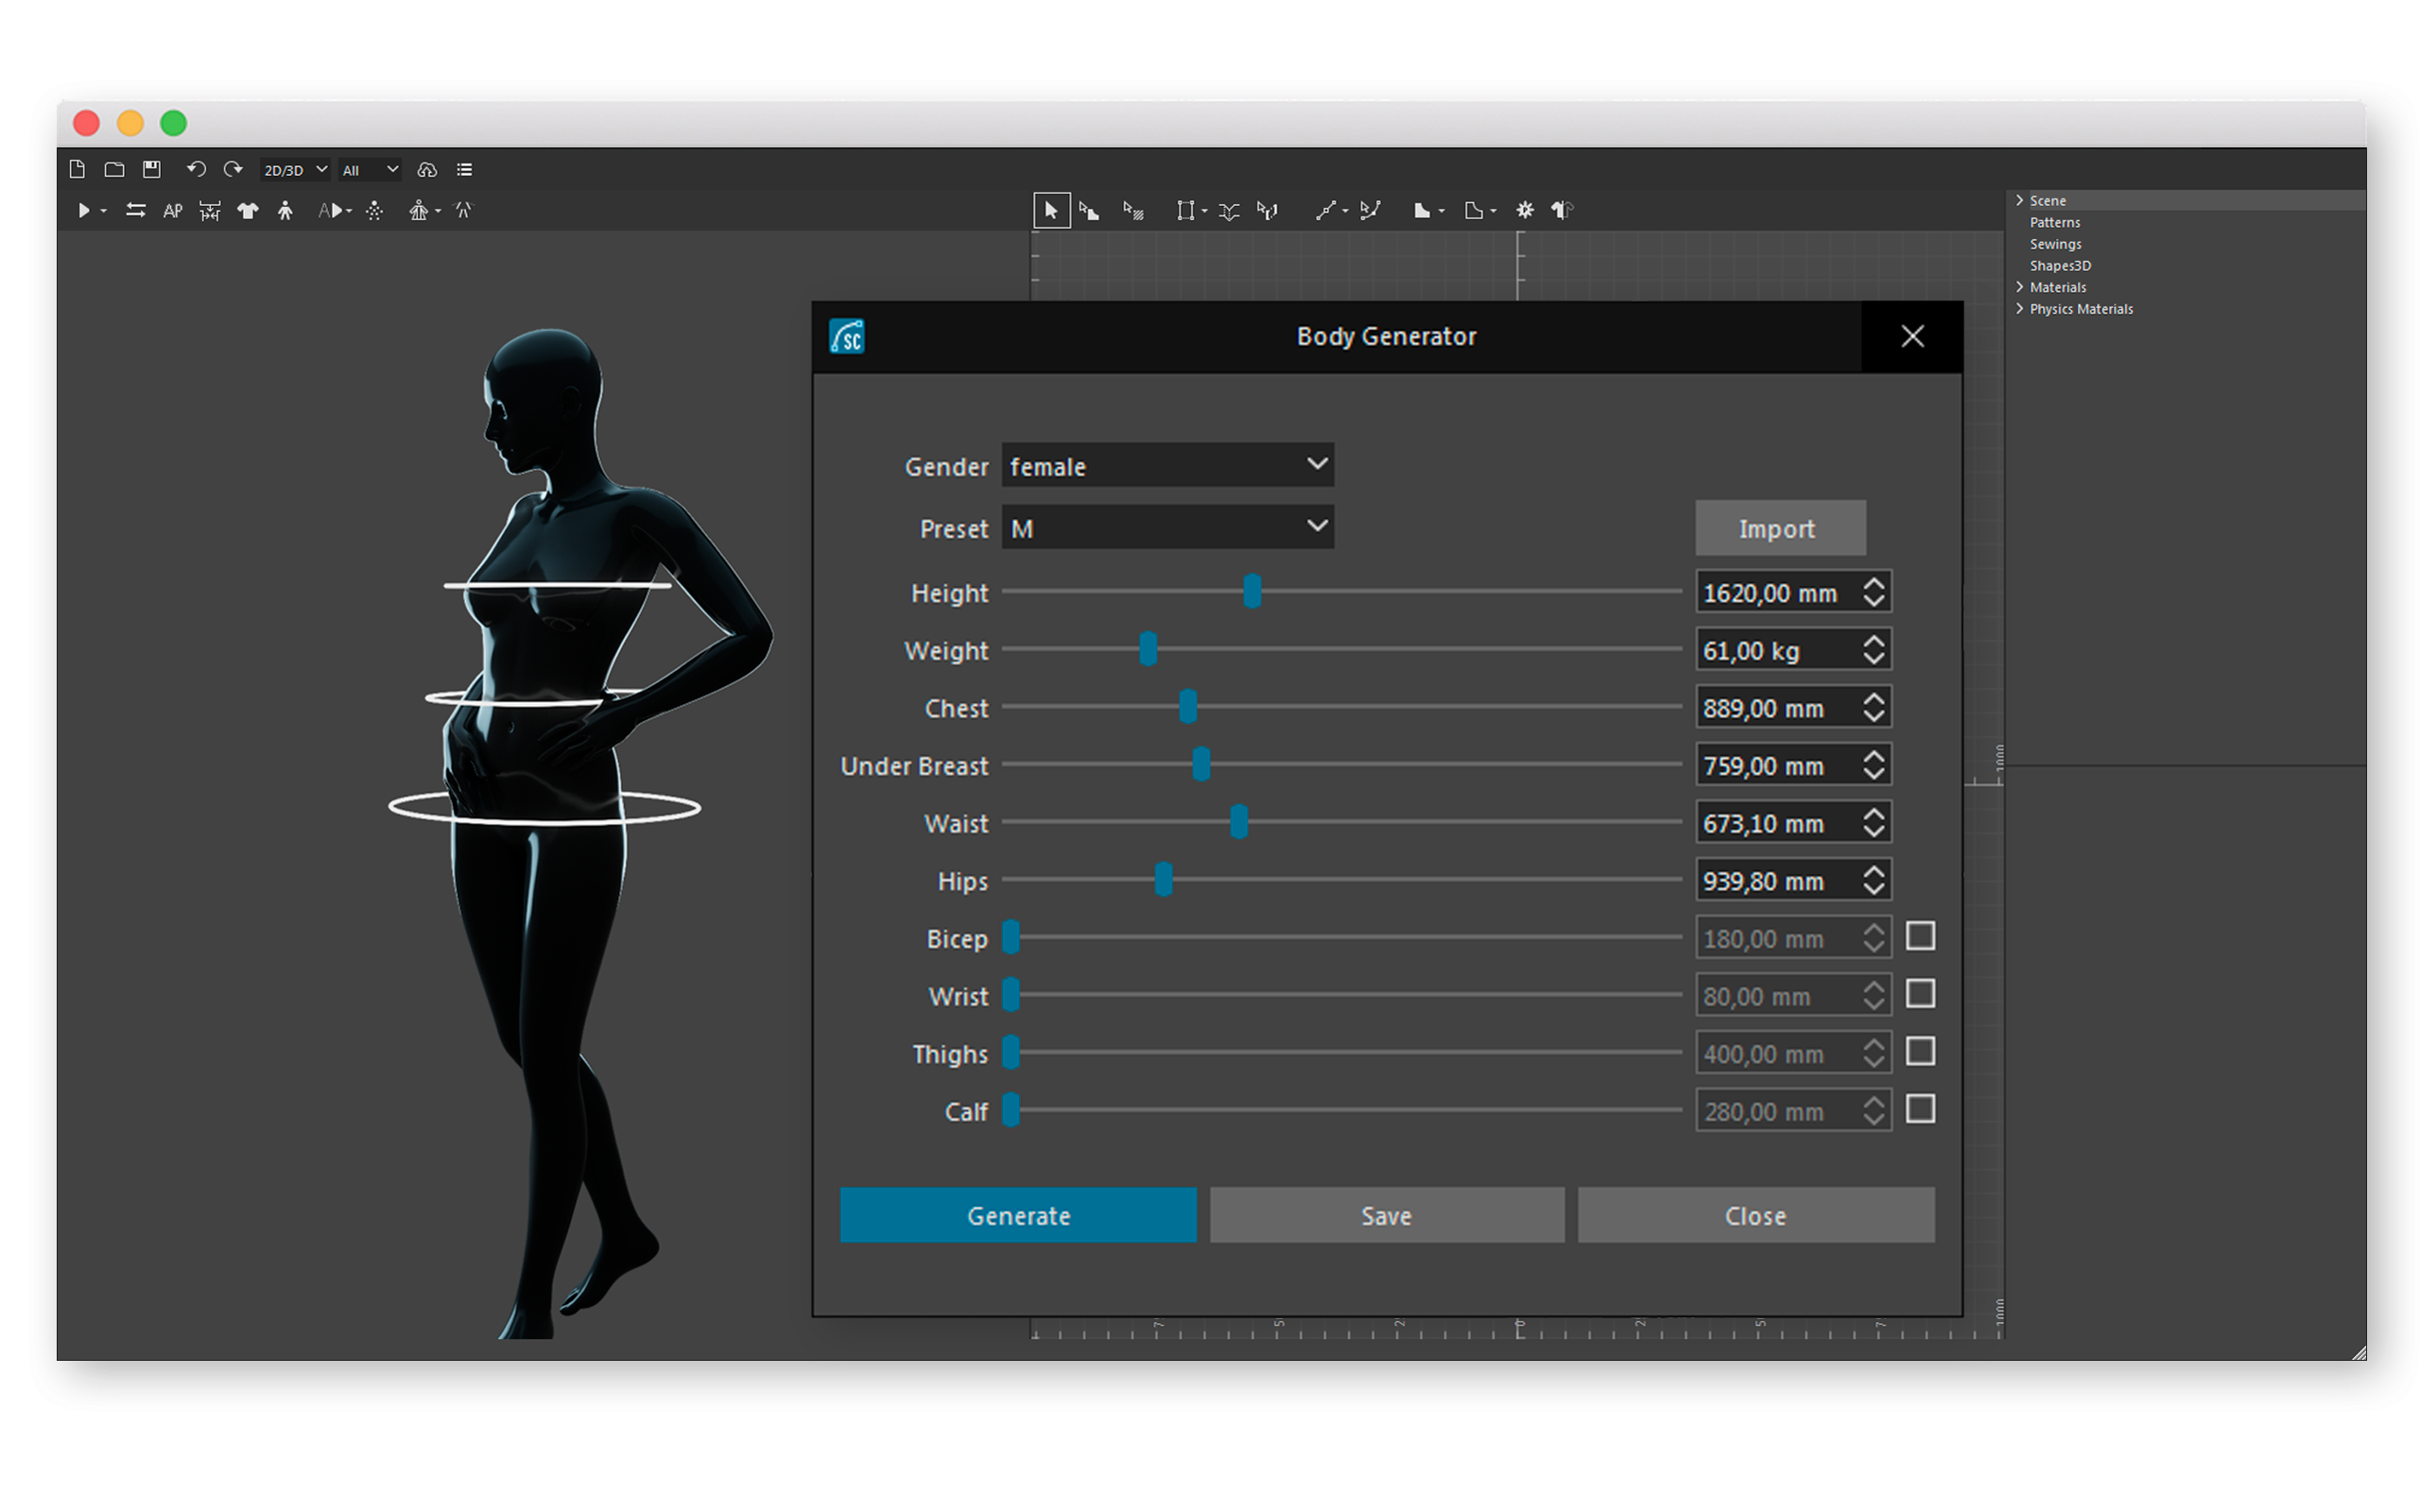 2D/3D All
AP
A
Scene
Patterns
Sewings
Shapes3D
Materials
Physics Materials
SC Body Generator
Gender female
Preset M Import
Height 1620,00 mm
Weight 61,00 kg
Chest 889,00 mm
Under Breast 759,00 mm
Waist 673,10 mm
Hips 939,80 mm
Bicep 180,00 mm
Wrist 80,00 mm
Thighs 400,00 mm
Calf 280,00 mm
Generate Save Close
1000
0
1000